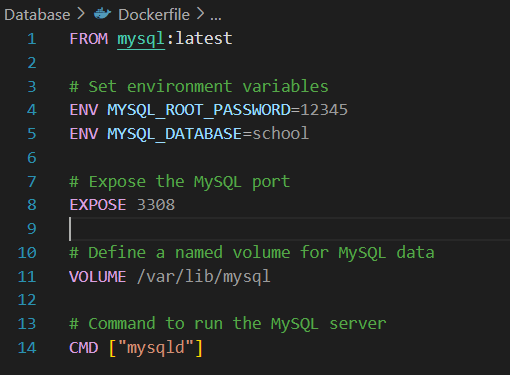 Database > Dockerfile > ...
1 FROM mysql:latest
2
3 # Set environment variables
4 ENV MYSQL_ROOT_PASSWORD=12345
5 ENV MYSQL_DATABASE=school
6
7 # Expose the MySQL port
8 EXPOSE 3308
9
10 # Define a named volume for MySQL data
11 VOLUME /var/lib/mysql
12
13 # Command to run the MySQL server
14 CMD ["mysqld"]